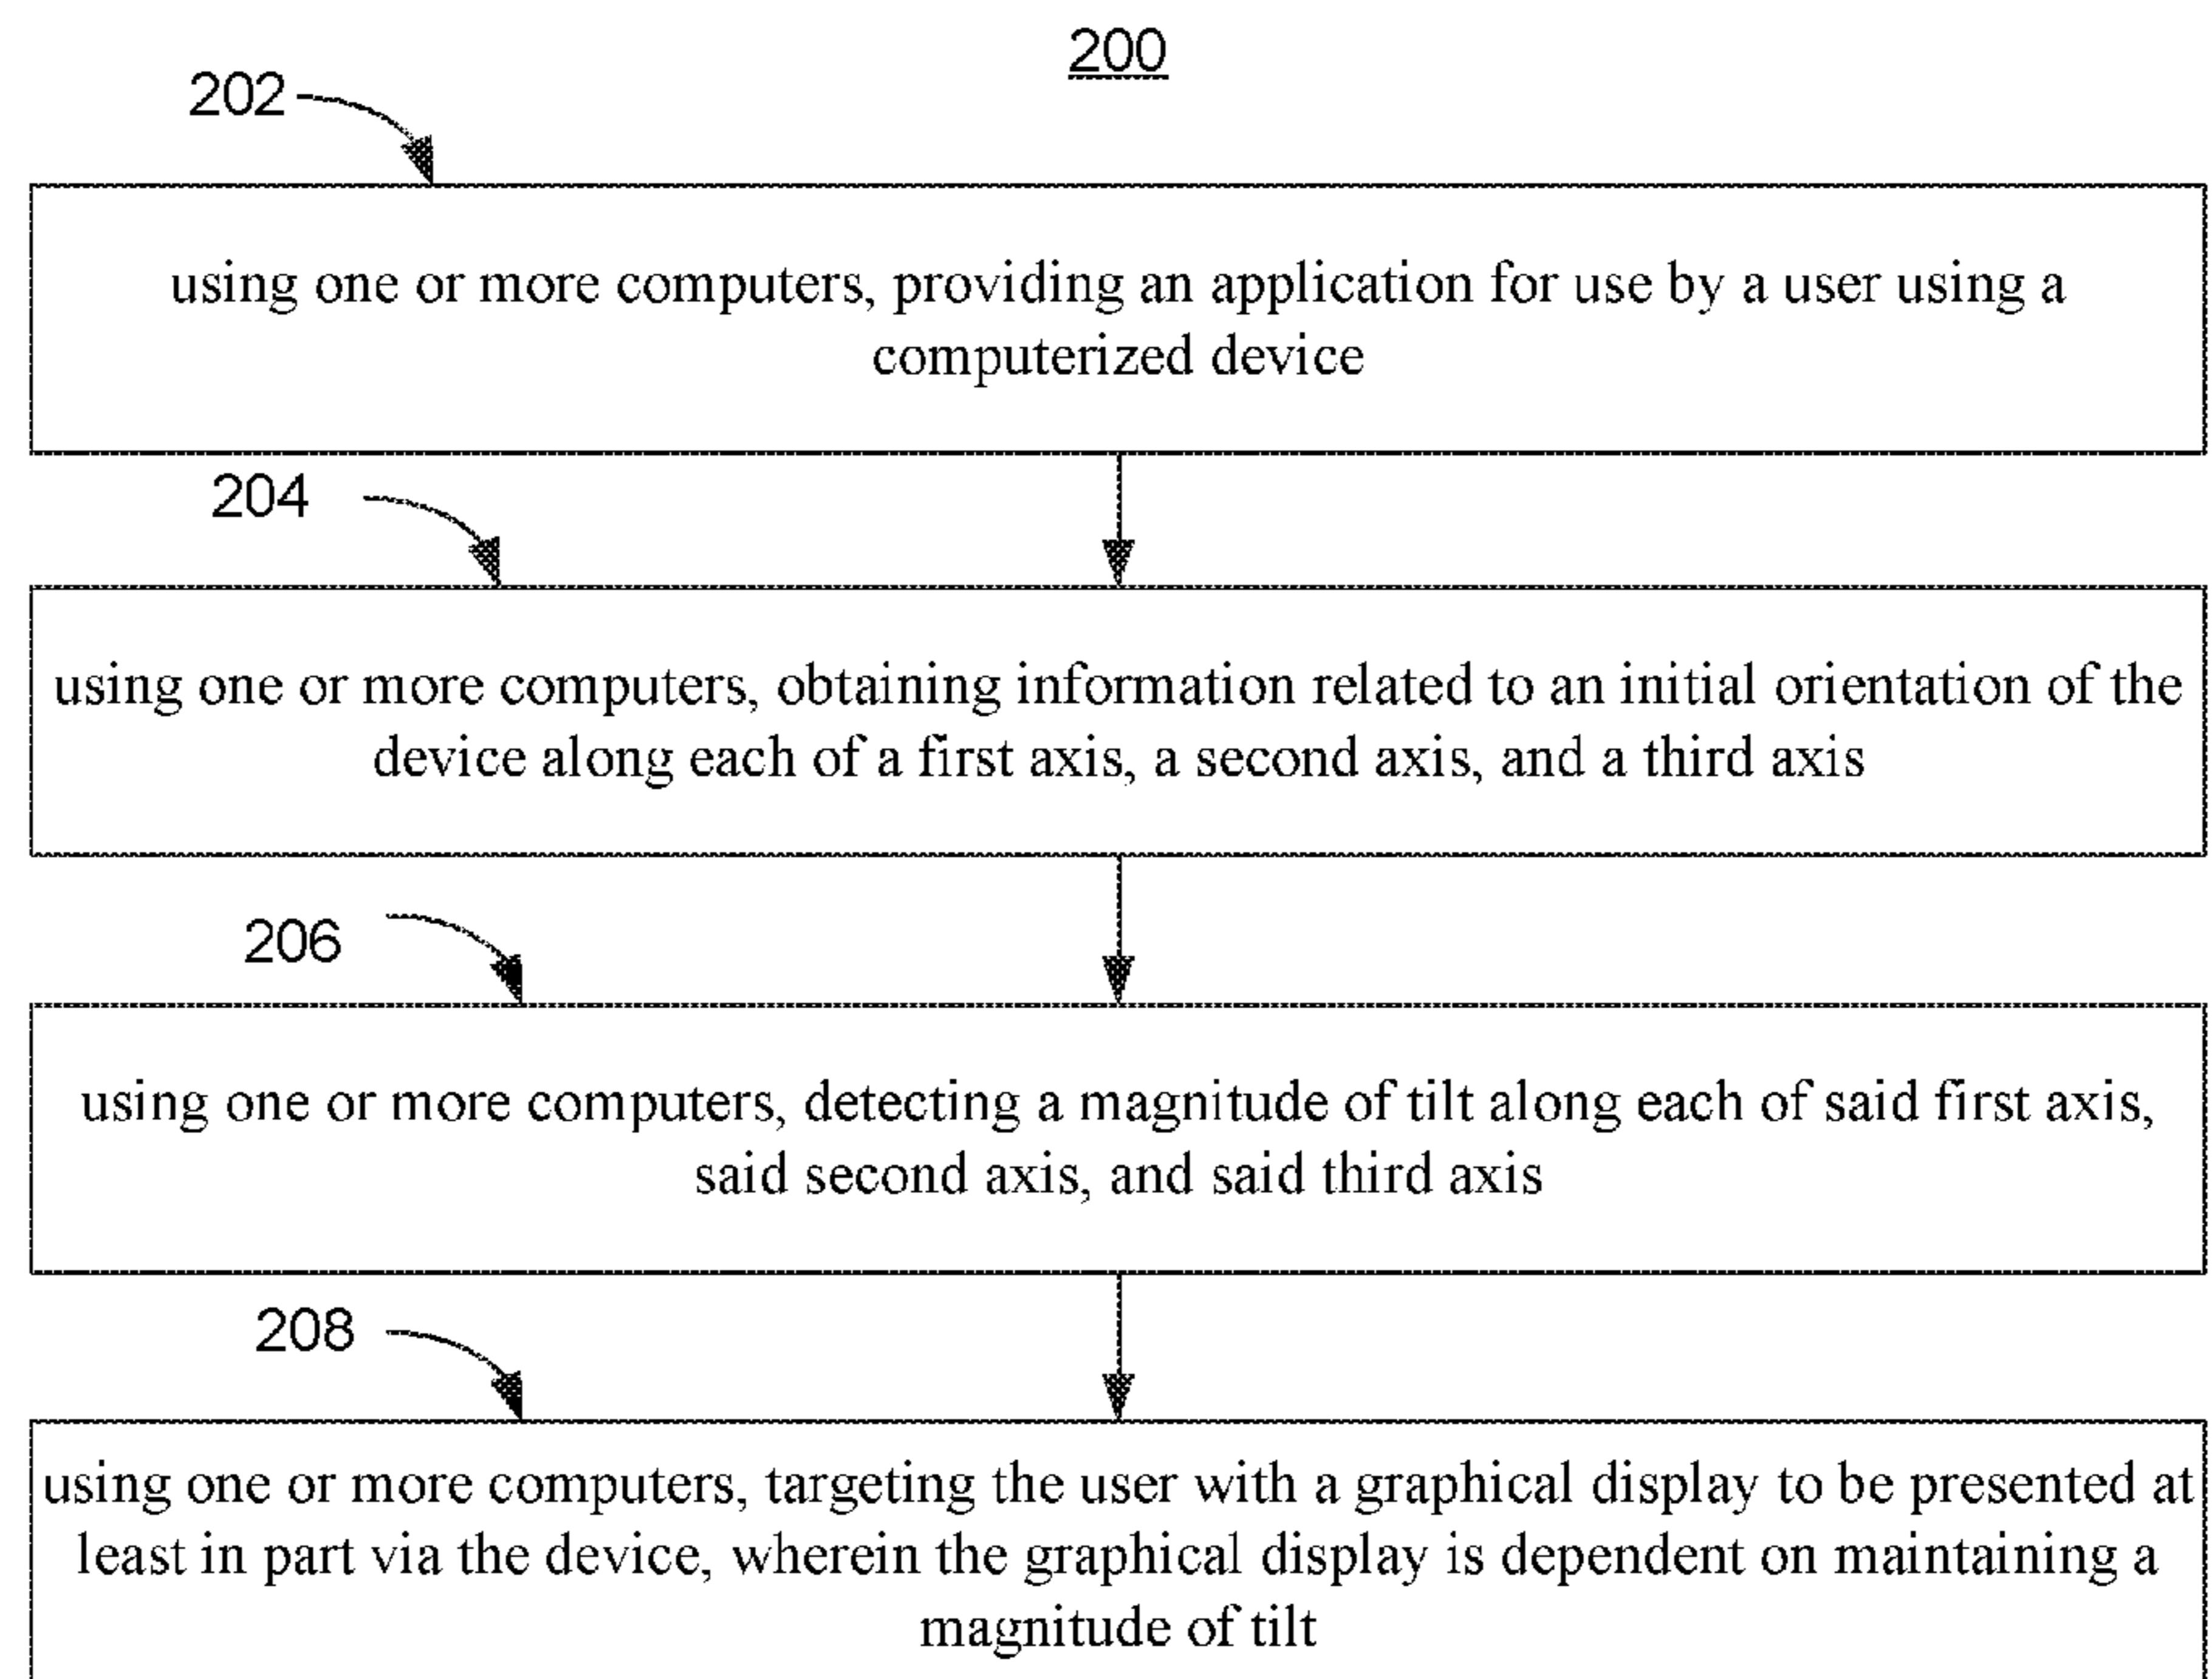 200
202
using one or more computers, providing an application for use by a user using a
computerized device
204
using one or more computers, obtaining information related to an initial orientation of the
device along each of a first axis, a second axis, and a third axis
206
using one or more computers, detecting a magnitude of tilt along each of said first axis,
said second axis, and said third axis
208
using one or more computers, targeting the user with a graphical display to be presented at
least in part via the device, wherein the graphical display is dependent on maintaining a
magnitude of tilt